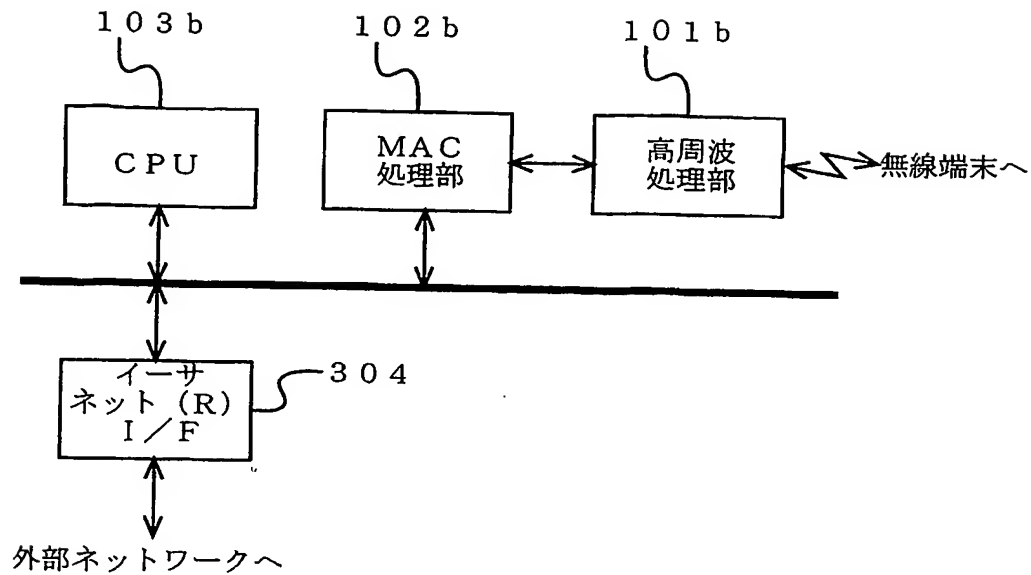 １０３ｂ
１０２ｂ
１０１ｂ
ＣＰＵ
ＭＡＣ
処理部
高周波
処理部
無線端末へ
イーサ
ネット（Ｒ）
Ｉ／Ｆ
３０４
外部ネットワークへ